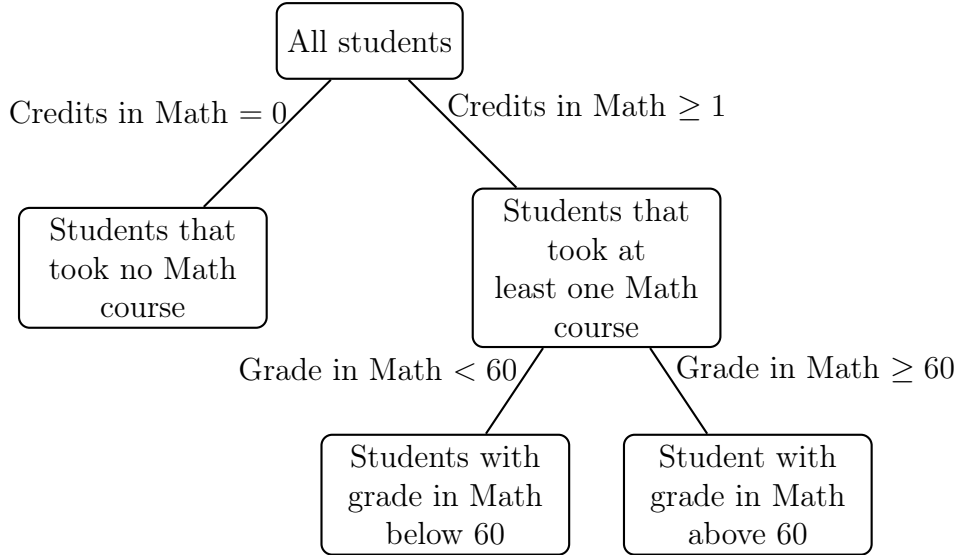 All students
Credits in Math = 0
Credits in Math ≥ 1
Students that
took no Math
course
Students that
took at
least one Math
course
Grade in Math < 60
Grade in Math ≥ 60
Students with
grade in Math
below 60
Student with
grade in Math
above 60